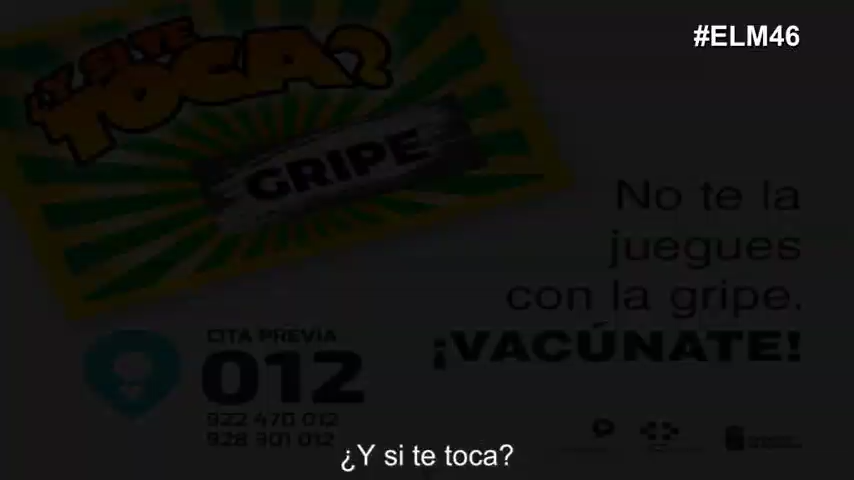 #ELM46
¿Y SI TE
TOCA?
GRIPE
No te la
juegues
con la gripe.
¡VACÚNATE!
CITA PREVIA
012
922 470 012
928 301 012
¿Y si te toca?